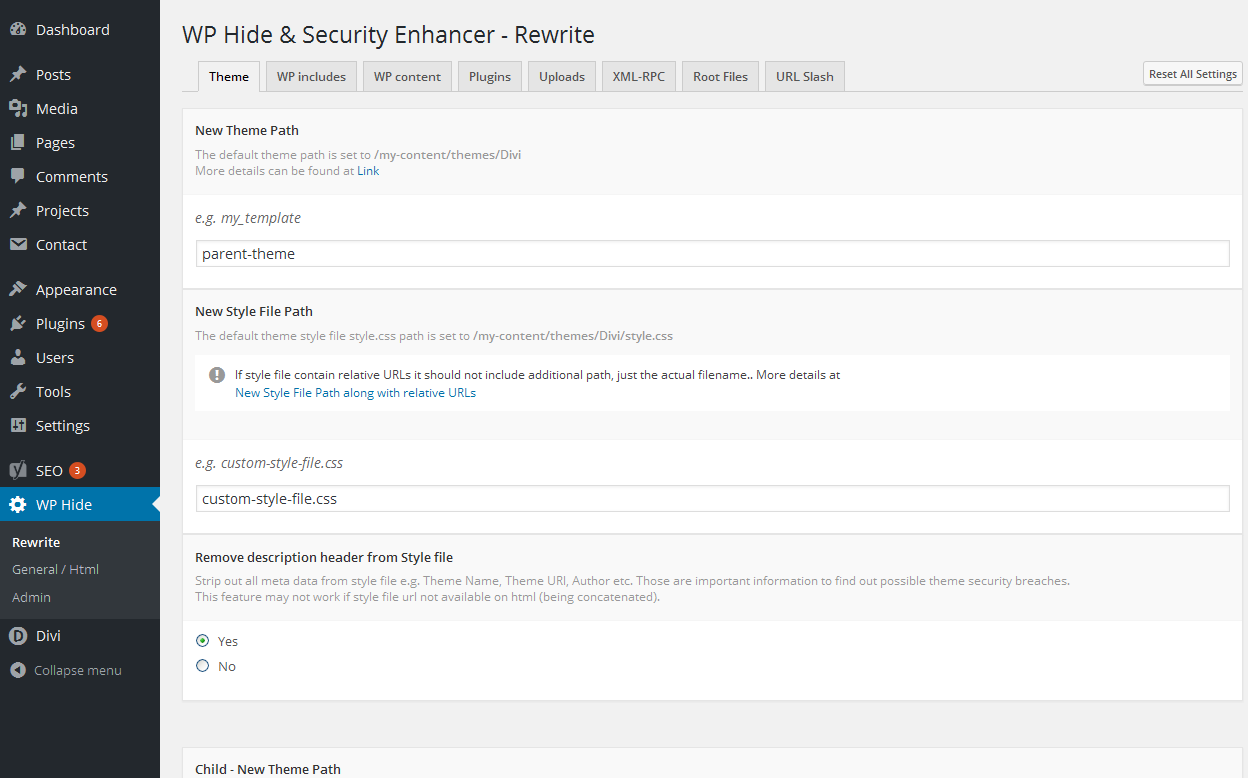 Dashboard
Posts
Media
Pages
Comments
Projects
Contact
Appearance
Plugins 6
Users
Tools
Settings
SEO 3
WP Hide
Rewrite
General / Html
Admin
Divi
Collapse menu
WP Hide & Security Enhancer - Rewrite
Theme WP includes WP content Plugins Uploads XML-RPC Root Files URL Slash Reset All Settings
New Theme Path
The default theme path is set to /my-content/themes/Divi
More details can be found at Link
e.g. my_template
parent-theme
New Style File Path
The default theme style file style.css path is set to /my-content/themes/Divi/style.css
If style file contain relative URLs it should not include additional path, just the actual filename.. More details at
New Style File Path along with relative URLs
e.g. custom-style-file.css
custom-style-file.css
Remove description header from Style file
Strip out all meta data from style file e.g. Theme Name, Theme URI, Author etc. Those are important information to find out possible theme security breaches.
This feature may not work if style file url not available on html (being concatenated).
Yes
No
Child - New Theme Path